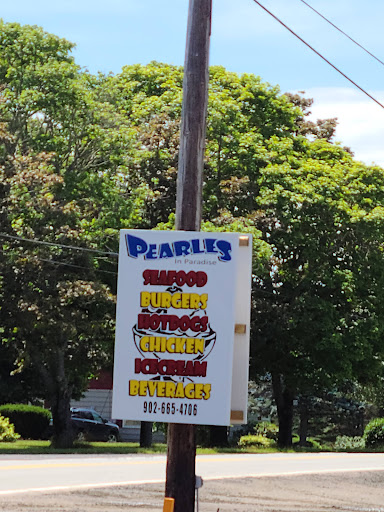 PEARLES
In Paradise
SEAFOOD
BURGERS
HOTDOGS
CHICKEN
ICECREAM
BEVERAGES
902-665-4706